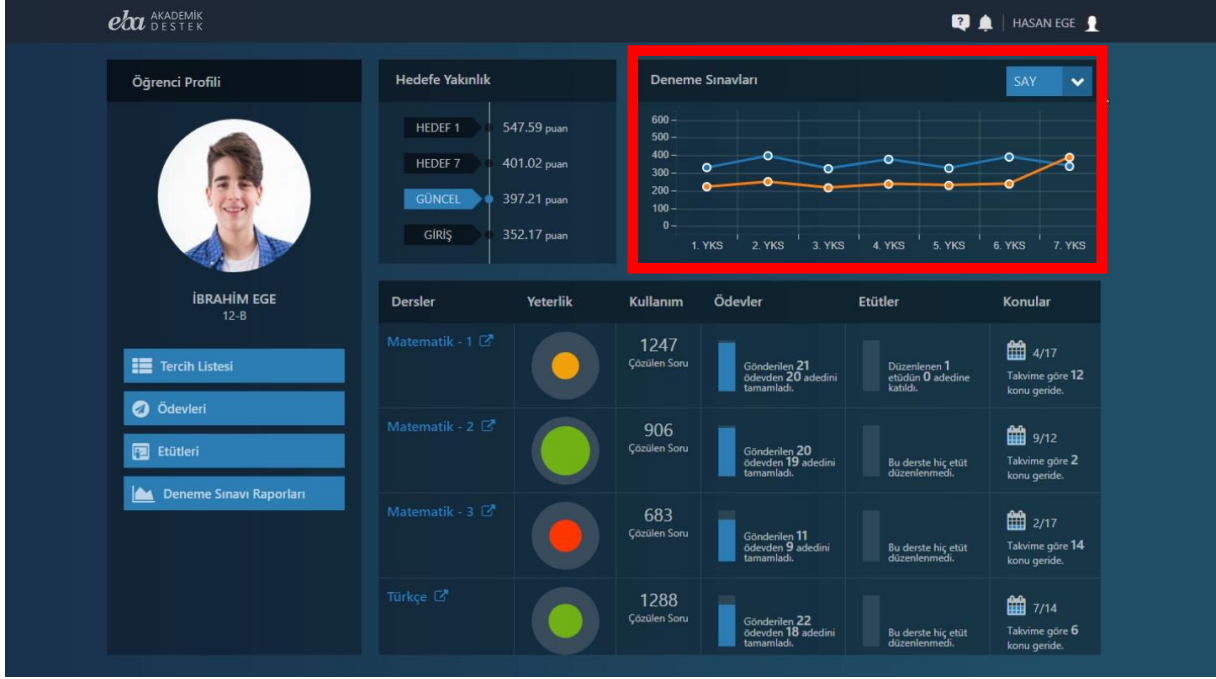 eba AKADEMİK
DESTEK
HASAN EGE
Öğrenci Profili
İBRAHİM EGE
12-B
Tercih Listesi
Ödevleri
Etütleri
Deneme Sınavı Raporları
Hedefe Yakınlık
HEDEF 1 547.59 puan
HEDEF 7 401.02 puan
GÜNCEL 397.21 puan
GİRİŞ 352.17 puan
Deneme Sınavları
SAY
600
500
400
300
200
100
0
1. YKS 2. YKS 3. YKS 4. YKS 5. YKS 6. YKS 7. YKS
Dersler Yeterlik Kullanım Ödevler Etütler Konular
Matematik - 1
1247
Çözülen Soru
Gönderilen 21
ödevden 20 adedini
tamamladı.
Düzenlenen 1
etüdün 0 adedine
katıldı.
4/17
Takvime göre 12
konu geride.
Matematik - 2
906
Çözülen Soru
Gönderilen 20
ödevden 19 adedini
tamamladı.
Bu derste hiç etüt
düzenlenmedi.
9/12
Takvime göre 2
konu geride.
Matematik - 3
683
Çözülen Soru
Gönderilen 11
ödevden 9 adedini
tamamladı.
Bu derste hiç etüt
düzenlenmedi.
2/17
Takvime göre 14
konu geride.
Türkçe
1288
Çözülen Soru
Gönderilen 22
ödevden 18 adedini
tamamladı.
Bu derste hiç etüt
düzenlenmedi.
7/14
Takvime göre 6
konu geride.